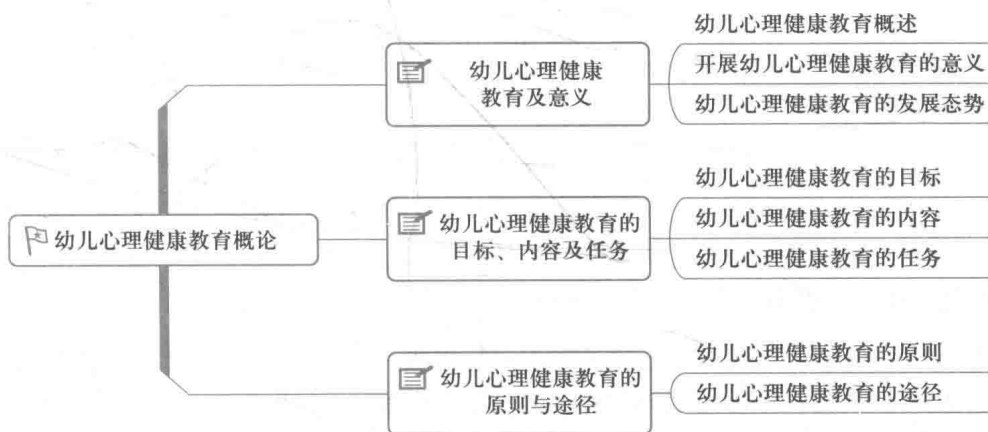 幼儿心理健康教育概论
幼儿心理健康
教育及意义
幼儿心理健康教育概述
开展幼儿心理健康教育的意义
幼儿心理健康教育的发展态势
幼儿心理健康教育的
目标、内容及任务
幼儿心理健康教育的目标
幼儿心理健康教育的内容
幼儿心理健康教育的任务
幼儿心理健康教育的
原则与途径
幼儿心理健康教育的原则
幼儿心理健康教育的途径